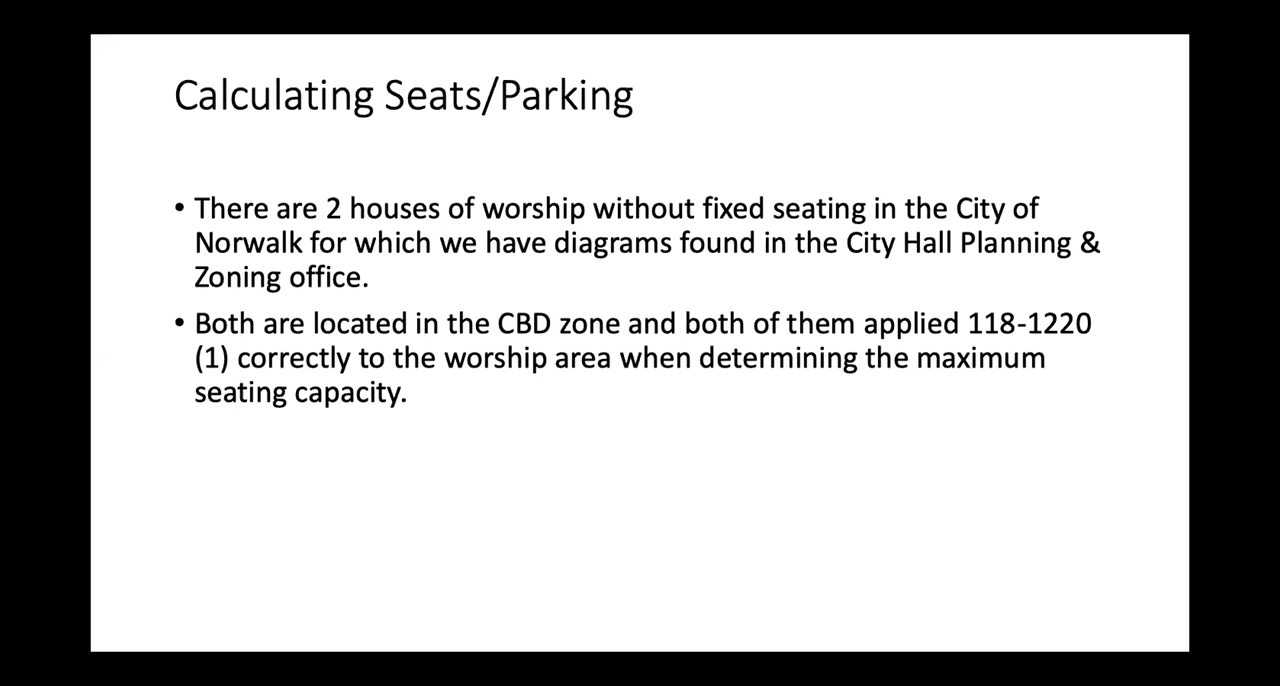 Calculating Seats/Parking
• There are 2 houses of worship without fixed seating in the City of
Norwalk for which we have diagrams found in the City Hall Planning &
Zoning office.
• Both are located in the CBD zone and both of them applied 118-1220
(1) correctly to the worship area when determining the maximum
seating capacity.